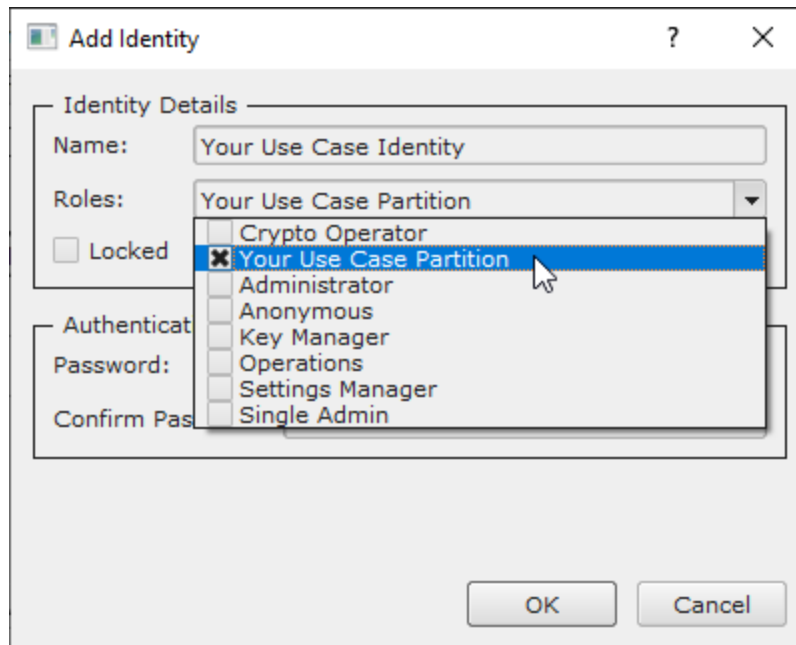 Add Identity
Identity Details
Name: Your Use Case Identity
Roles: Your Use Case Partition
Crypto Operator
Locked Your Use Case Partition
Administrator
Anonymous
Authenticat Key Manager
Password: Operations
Settings Manager
Confirm Pas Single Admin
OK Cancel